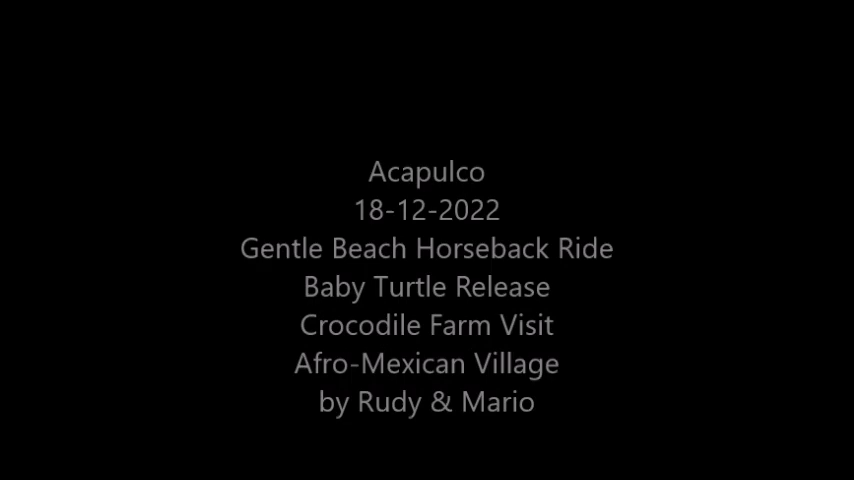 Acapulco
18-12-2022
Gentle Beach Horseback Ride
Baby Turtle Release
Crocodile Farm Visit
Afro-Mexican Village
by Rudy & Mario